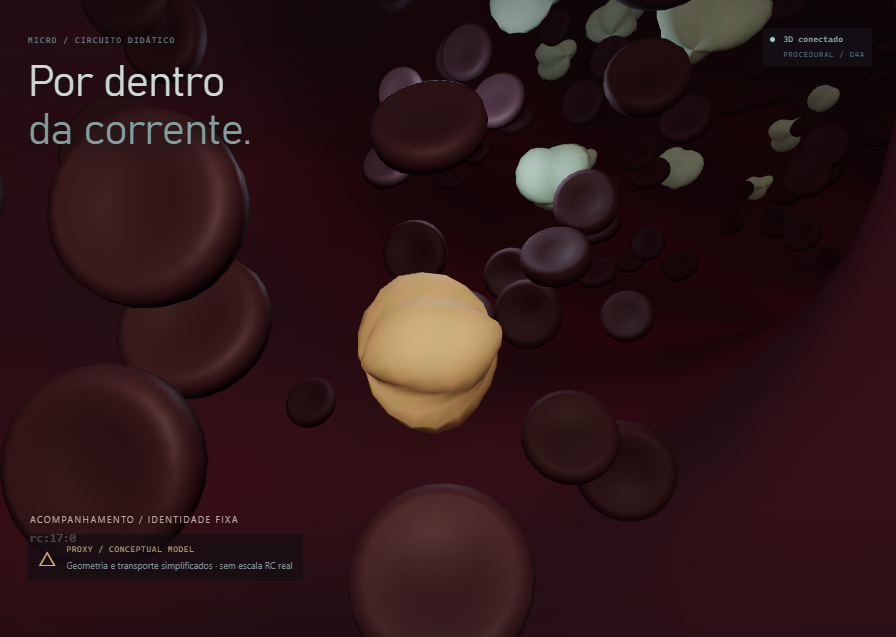 MICRO / CIRCUITO DIDÁTICO
Por dentro
da corrente.
3D conectado
PROCEDURAL / G4A
ACOMPANHAMENTO / IDENTIDADE FIXA
rc:17:0
PROXY / CONCEPTUAL MODEL
Geometria e transporte simplificados · sem escala RC real